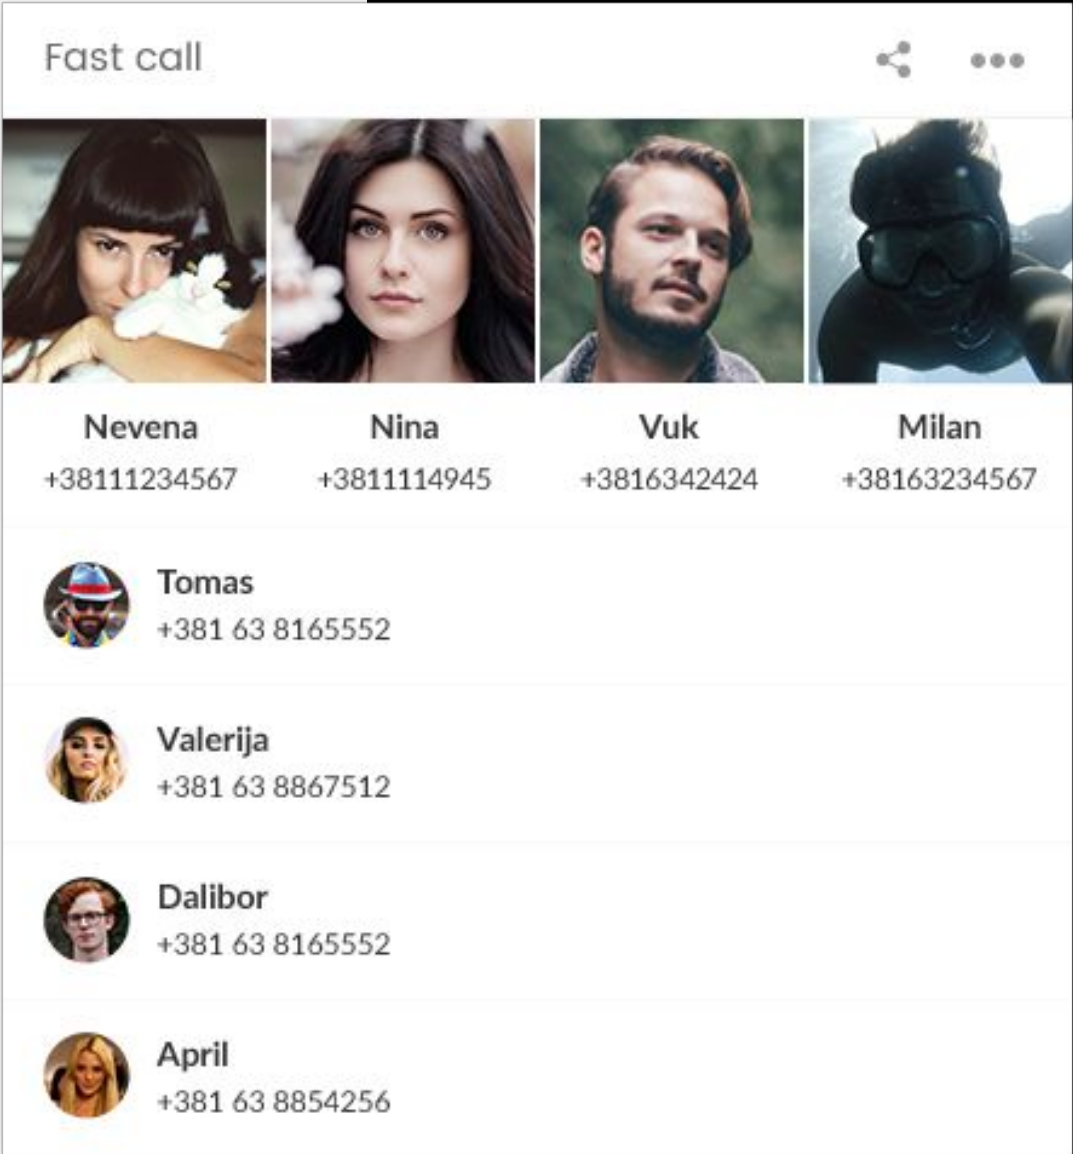 Fast call
Nevena
+38111234567
Nina
+3811114945
Vuk
+3816342424
Milan
+38163234567
Tomas
+381 63 8165552
Valerija
+381 63 8867512
Dalibor
+381 63 8165552
April
+381 63 8854256